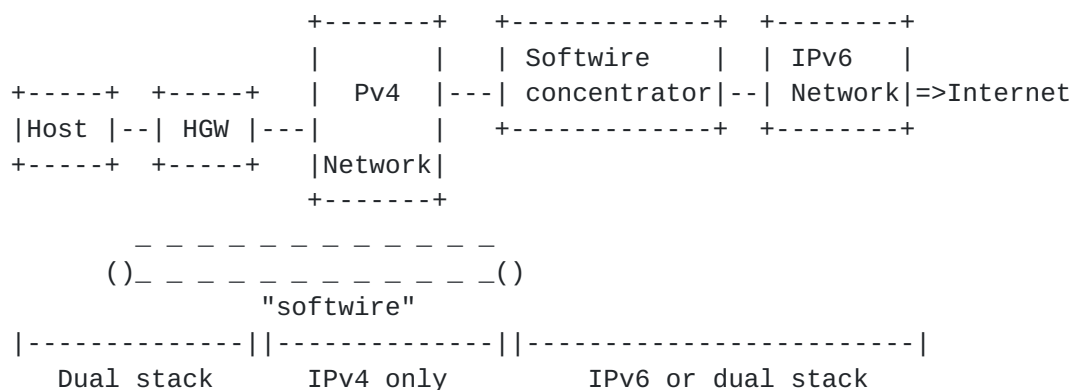 +-------+   +-------------+  +--------+
|       |   | Softwire    |  | IPv6   |
+-----+  +-----+   |  Pv4  |---| concentrator|--| Network|=>Internet
|Host |--| HGW |---|       |   +-------------+  +--------+
+-----+  +-----+   |Network|
+-------+
_ _ _ _ _ _ _ _ _ _ _ _
()_ _ _ _ _ _ _ _ _ _ _ _()
"softwire"
|--------------||--------------||-------------------------|
Dual stack       IPv4 only         IPv6 or dual stack